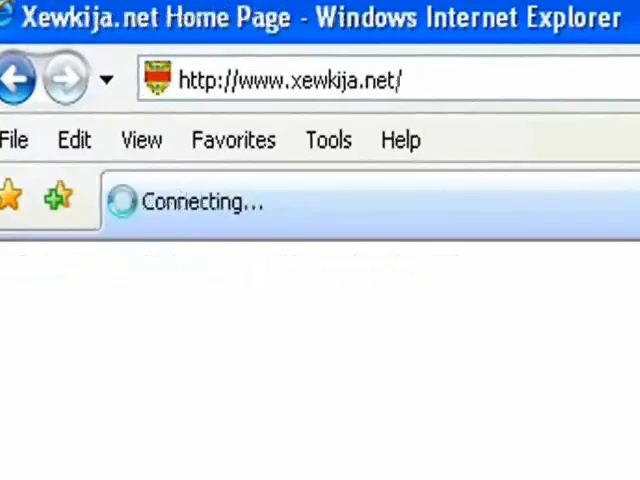 Xewkija.net Home Page - Windows Internet Explorer
http://www.xewkija.net/
File Edit View Favorites Tools Help
Connecting...